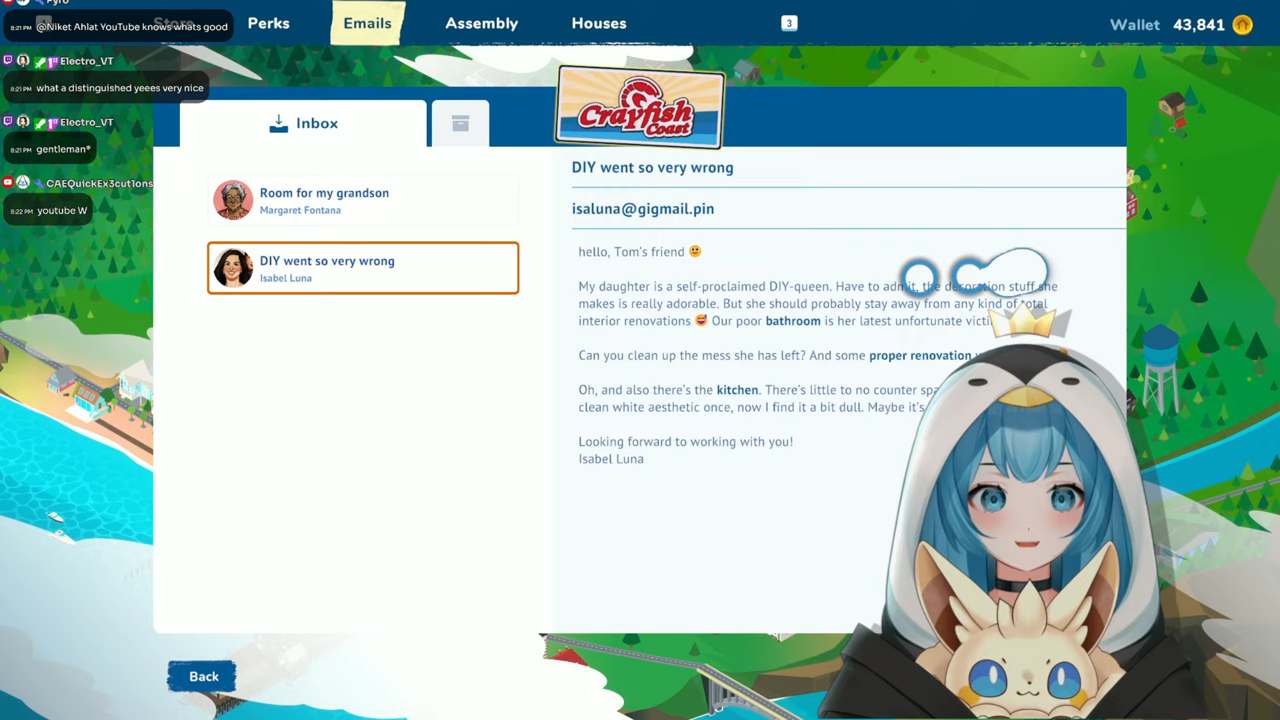 Pyro
8:21 PM @Niket Ahlat YouTube knows whats good
Electro_VT
8:21 PM what a distinguished yeees very nice
Electro_VT
8:21 PM gentleman*
CAEQuickEx3cut1ons
8:22 PM youtube W
Store
Perks
Emails
Assembly
Houses
3
Wallet 43,841
Crayfish
Coast
Inbox
Room for my grandson
Margaret Fontana
DIY went so very wrong
Isabel Luna
DIY went so very wrong
isaluna@gigmail.pin
hello, Tom's friend
My daughter is a self-proclaimed DIY-queen. Have to admit, the decoration stuff she
makes is really adorable. But she should probably stay away from any kind of total
interior renovations 😅 Our poor bathroom is her latest unfortunate
Can you clean up the mess she has left? And some proper renovation
Oh, and also there's the kitchen. There's little to no counter
clean white aesthetic once, now I find it a bit dull. Maybe it's
Looking forward to working with you!
Isabel Luna
Back